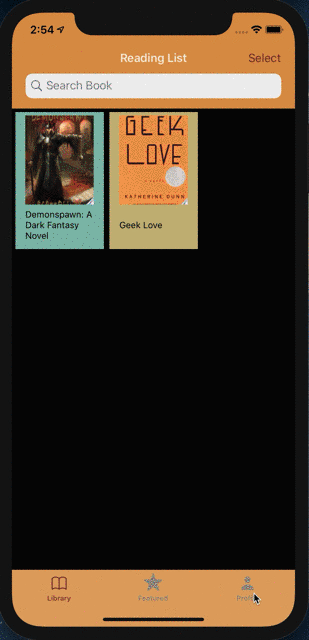 2:54
Reading List
Select
Search Book
GEEK
LOVE
KATHERINE DUNN
Demonspawn: A
Dark Fantasy
Novel
Geek Love
Library
Featured